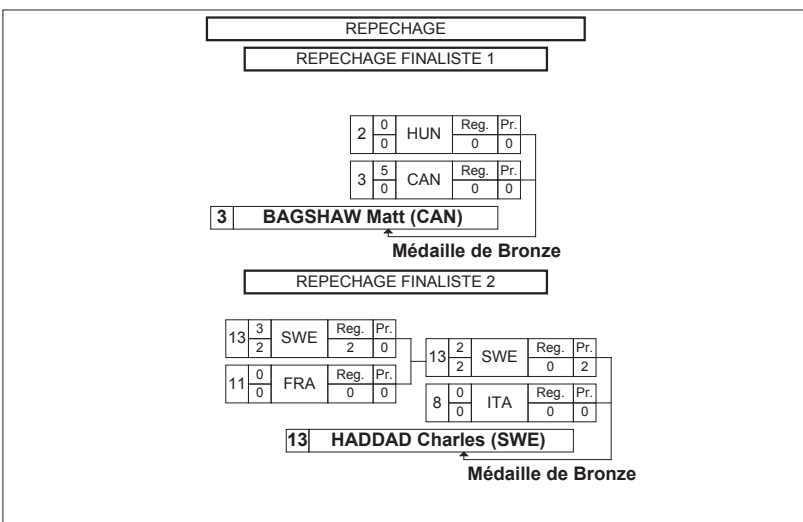 REPECHAGE
REPECHAGE FINALISTE 1
2 0 HUN Reg. Pr.
0 0 0
3 5 CAN Reg. Pr.
0 0 0
3 BAGSHAW Matt (CAN)
Médaille de Bronze
REPECHAGE FINALISTE 2
13 3 SWE Reg. Pr.
2 2 0
11 0 FRA Reg. Pr.
0 0 0
13 2 SWE Reg. Pr.
2 0 2
8 0 ITA Reg. Pr.
0 0 0
13 HADDAD Charles (SWE)
Médaille de Bronze